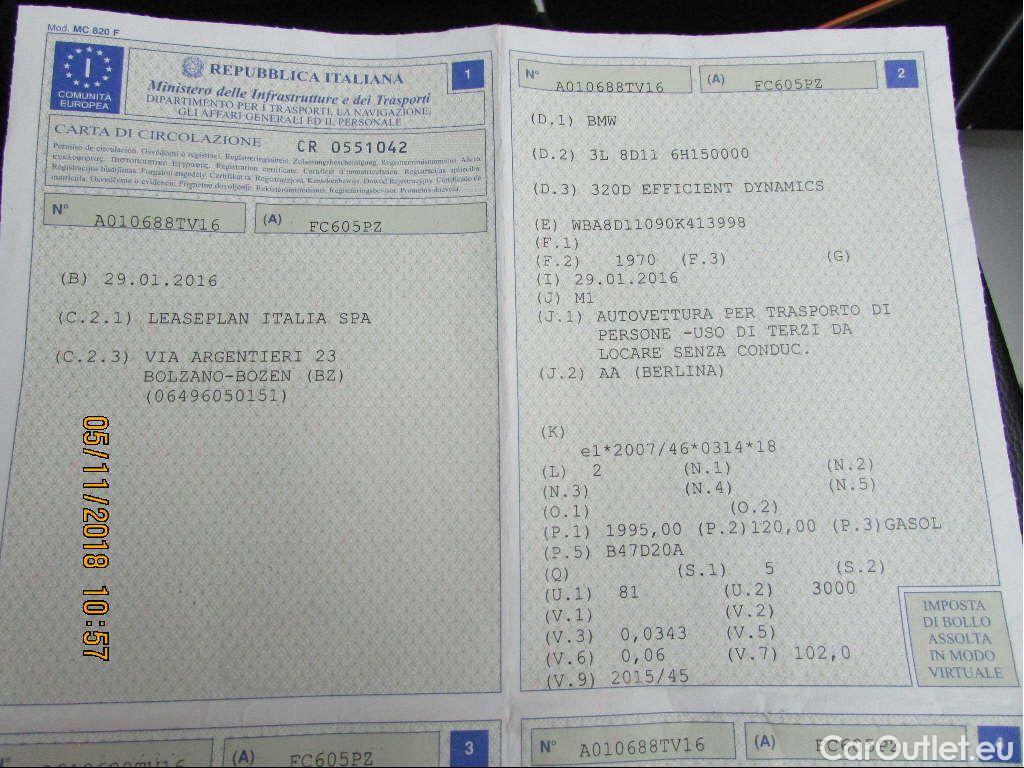 Mod. MC 820 F
I
COMUNITÀ
EUROPEA
REPUBBLICA ITALIANA
Ministero delle Infrastrutture e dei Trasporti
DIPARTIMENTO PER I TRASPORTI, LA NAVIGAZIONE,
GLI AFFARI GENERALI ED IL PERSONALE
1
CARTA DI CIRCOLAZIONE CR 0551042
N° A010688TV16 (A) FC605PZ
(B) 29.01.2016
(C.2.1) LEASEPLAN ITALIA SPA
(C.2.3) VIA ARGENTIERI 23
BOLZANO-BOZEN (BZ)
(06496050151)
05/11/2018 10:57
N° A010688TV16 (A) FC605PZ
2
(D.1) BMW
(D.2) 3L 8D11 6H150000
(D.3) 320D EFFICIENT DYNAMICS
(E) WBA8D11090K413998
(F.1)
(F.2) 1970 (F.3) (G)
(I) 29.01.2016
(J) M1
(J.1) AUTOVETTURA PER TRASPORTO DI
PERSONE -USO DI TERZI DA
LOCARE SENZA CONDUC.
(J.2) AA (BERLINA)
(K)
e1*2007/46*0314*18
(L) 2 (N.1) (N.2)
(N.3) (N.4) (N.5)
(O.1) (O.2)
(P.1) 1995,00 (P.2)120,00 (P.3)GASOL
(P.5) B47D20A
(Q) (S.1) 5 (S.2)
(U.1) 81 (U.2) 3000
(V.1) (V.2)
(V.3) 0,0343 (V.5)
(V.6) 0,06 (V.7) 102,0
(V.9) 2015/45
IMPOSTA
DI BOLLO
ASSOLTA
IN MODO
VIRTUALE
(A) FC605PZ
3
N° A010688TV16 (A) FC605PZ
4
CarOutlet.eu